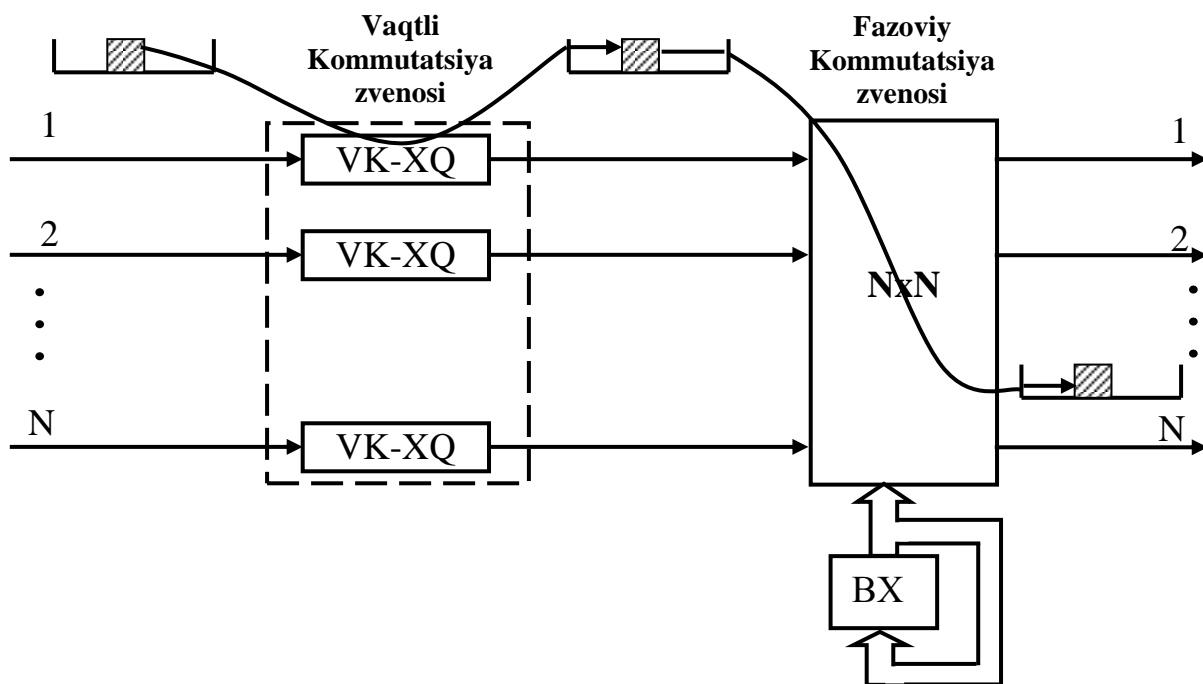 Vaqtli
Kommutatsiya
zvenosi
Fazoviy
Kommutatsiya
zvenosi
1
VK-XQ
1
2
VK-XQ
2
NxN
N
VK-XQ
N
BX